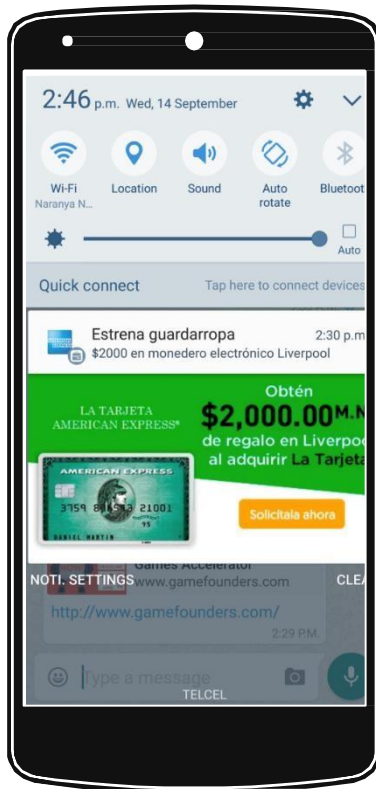 2:46 p.m. Wed, 14 September
Wi-Fi
Naranya N...
Location
Sound
Auto
rotate
Bluetoot
Auto
Quick connect
Tap here to connect devices
Estrena guardarropa
2:30 p.m
$2000 en monedero electrónico Liverpool
LA TARJETA
AMERICAN EXPRESS®
Obtén
$2,000.00M.N
de regalo en Liverpoo
al adquirir La Tarjeta
AMERICAN EXPRESS
21001
95
DANIEL MARTIN
Solicítala ahora
NOTI. SETTINGS
CLEA
Games Accelerator
www.gamefounders.com
http://www.gamefounders.com/
2:29 P.M.
Type a message
TELCEL